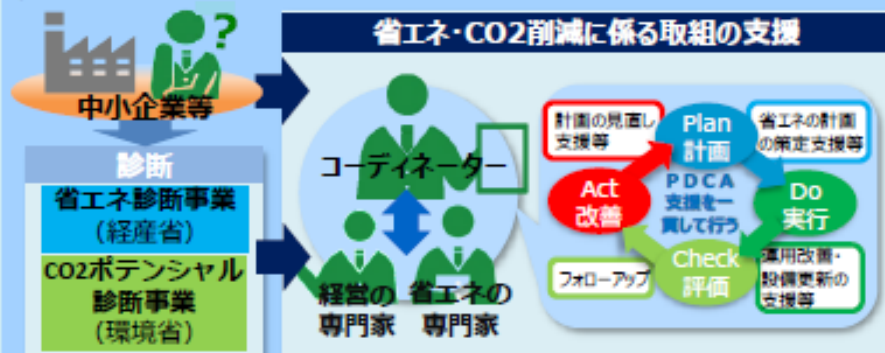 省エネ・CO2削減に係る取組の支援
?
中小企業等
診断
省エネ診断事業
(経産省)
CO2ポテンシャル
診断事業
(環境省)
コーディネーター
経営の
専門家
省エネの
専門家
計画の見直し
支援等
Plan
計画
省エネの計画
の策定支援等
Act
改善
PDCA
支援を一
貫して行う
Do
実行
Check
評価
フォローアップ
運用改善・
設備更新の
支援等